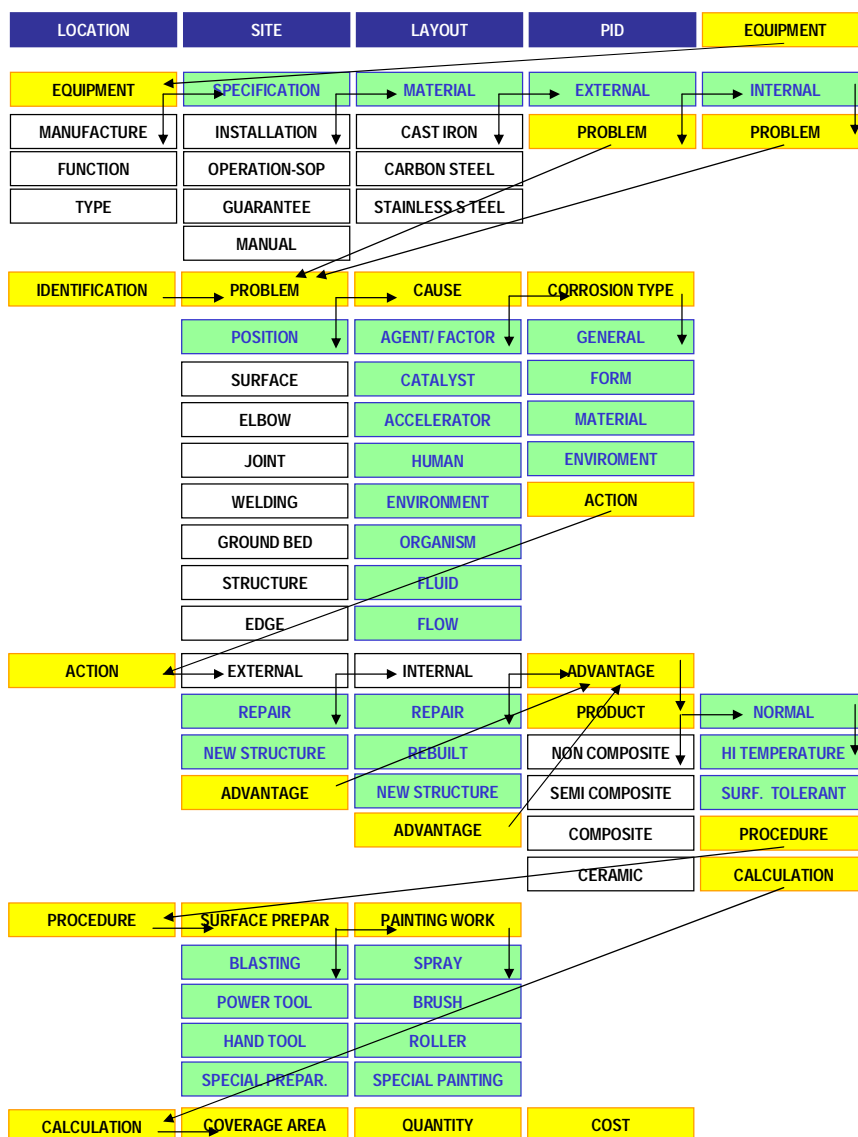 LOCATION SITE LAYOUT PID EQUIPMENT
EQUIPMENT SPECIFICATION MATERIAL EXTERNAL INTERNAL
MANUFACTURE INSTALLATION CAST IRON PROBLEM PROBLEM
FUNCTION OPERATION-SOP CARBON STEEL
TYPE GUARANTEE STAINLESS STEEL
MANUAL
IDENTIFICATION PROBLEM CAUSE CORROSION TYPE
POSITION AGENT/ FACTOR GENERAL
SURFACE CATALYST FORM
ELBOW ACCELERATOR MATERIAL
JOINT HUMAN ENVIROMENT
WELDING ENVIRONMENT ACTION
GROUND BED ORGANISM
STRUCTURE FLUID
EDGE FLOW
ACTION EXTERNAL INTERNAL ADVANTAGE
REPAIR REPAIR PRODUCT NORMAL
NEW STRUCTURE REBUILT NON COMPOSITE HI TEMPERATURE
ADVANTAGE NEW STRUCTURE SEMI COMPOSITE SURF. TOLERANT
ADVANTAGE COMPOSITE PROCEDURE
CERAMIC CALCULATION
PROCEDURE SURFACE PREPAR PAINTING WORK
BLASTING SPRAY
POWER TOOL BRUSH
HAND TOOL ROLLER
SPECIAL PREPAR. SPECIAL PAINTING
CALCULATION COVERAGE AREA QUANTITY COST